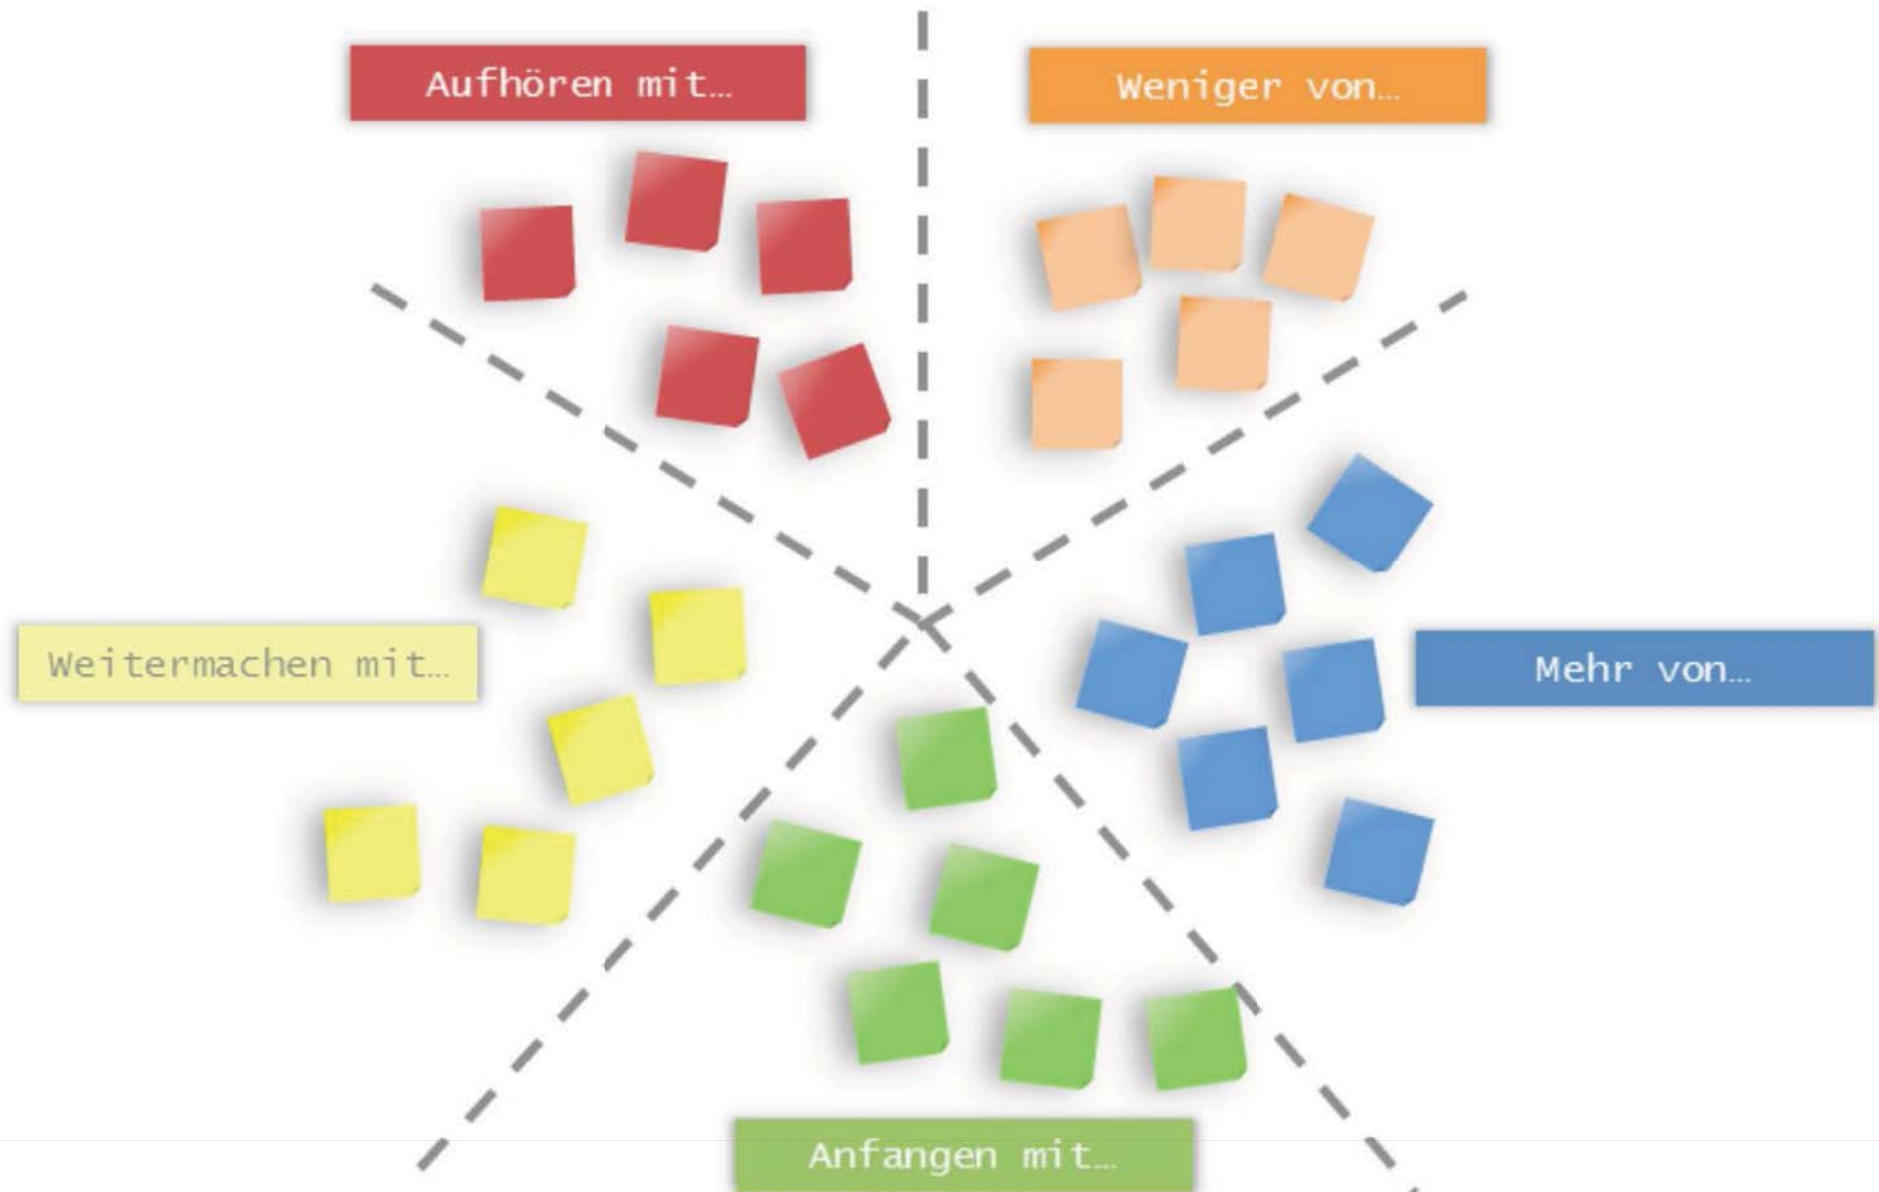 Aufhören mit…
Weniger von…
Weitermachen mit…
Mehr von…
Anfangen mit…